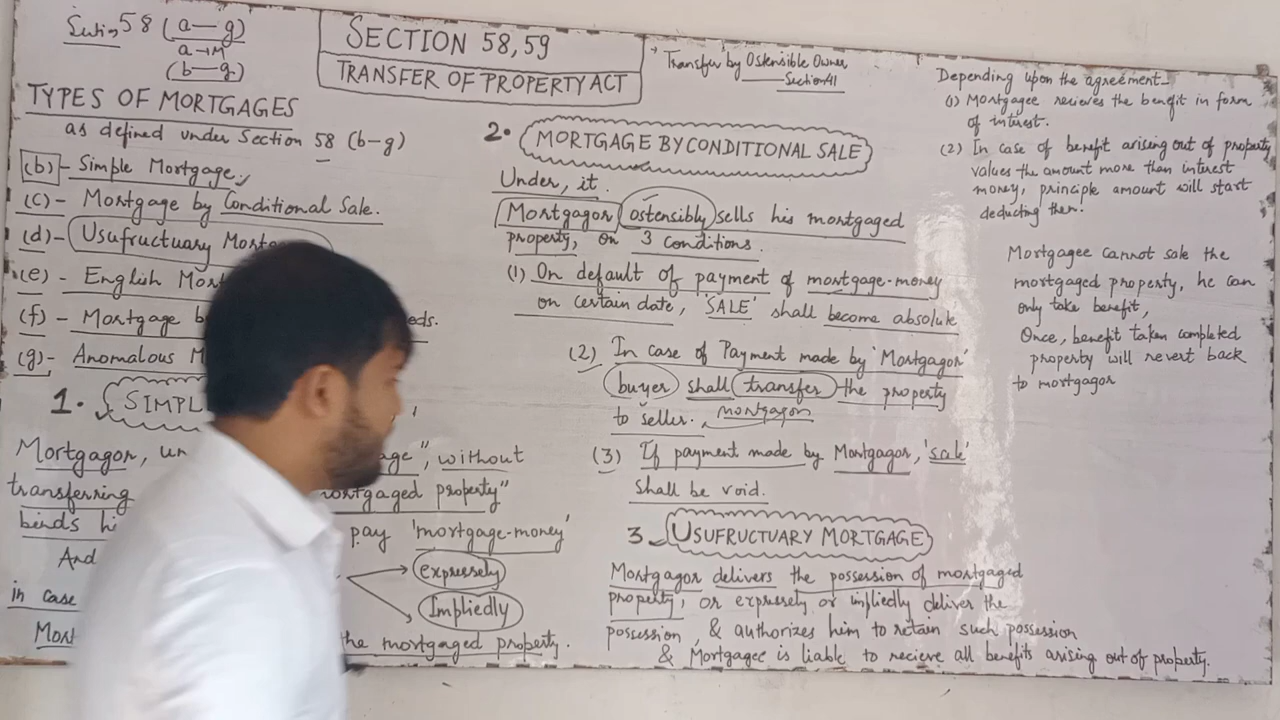 Section 58 (a – g)
a → M
(b – g)
SECTION 58, 59
TRANSFER OF PROPERTY ACT
Transfer by Ostensible Owner
Section 41
TYPES OF MORTGAGES
as defined under Section 58 (b-g)
(b) - Simple Mortgage
(c) - Mortgage by Conditional Sale.
(d) - Usufructuary
(e) - English
(f) - Mortgage
(g) - Anomalous
1.
Mortgagor, without
transferring mortgaged property"
binds pay 'mortgage-money'
And expressely
in case Impliedly
the mortgaged property.
2. MORTGAGE BY CONDITIONAL SALE
Under, it.
Mortgagor ostensibly sells his mortgaged
property, on 3 conditions.
(1) On default of payment of mortgage-money
on certain date, 'SALE' shall become absolute
(2) In case of Payment made by 'Mortgagor'
buyer shall transfer the property
to seller. mortgagor
(3) If payment made by Mortgagor, 'sale'
shall be void.
3. USUFRUCTUARY MORTGAGE
Mortgagor delivers the possession of mortgaged
property, or expressely or impliedly deliver the
possession, & authorizes him to retain such possession
& Mortgagee is liable to recieve all benefits arising out of property.
Depending upon the agreement-
(1) Mortgagee recieves the benefit in form
of interest.
(2) In case of benefit arising out of property
values the amount more than interest
money, principle amount will start
deducting then.
Mortgagee cannot sale the
mortgaged property, he can
only take benefit,
Once, benefit taken completed
property will revert back
to mortgagor